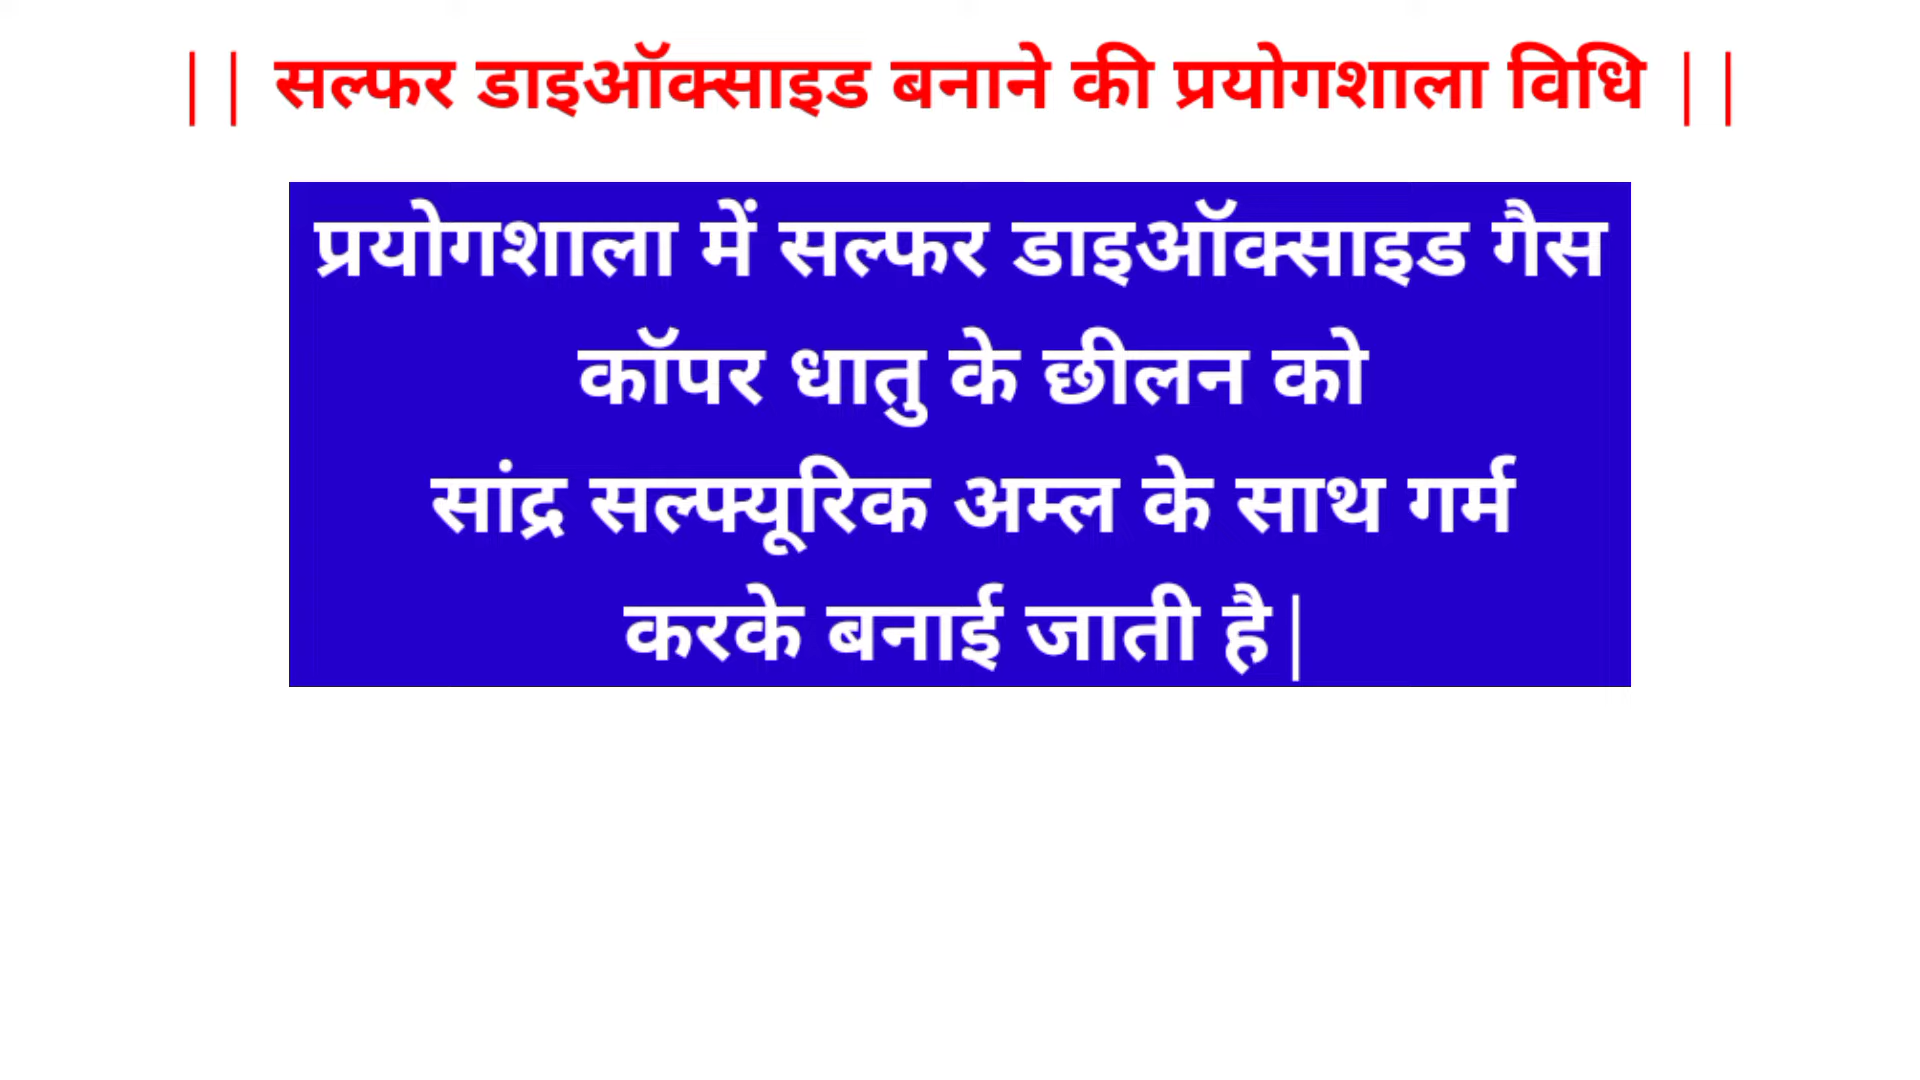 || सल्फर डाइऑक्साइड बनाने की प्रयोगशाला विधि ||
प्रयोगशाला में सल्फर डाइऑक्साइड गैस
कॉपर धातु के छीलन को
सांद्र सल्फ्यूरिक अम्ल के साथ गर्म
करके बनाई जाती है |